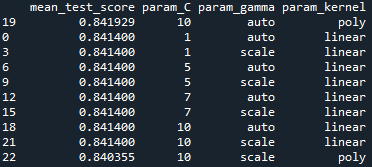 mean_test_score param_C param_gamma param_kernel
19 0.841929 10 auto poly
0 0.841400 1 auto linear
3 0.841400 1 scale linear
6 0.841400 5 auto linear
9 0.841400 5 scale linear
12 0.841400 7 auto linear
15 0.841400 7 scale linear
18 0.841400 10 auto linear
21 0.841400 10 scale linear
22 0.840355 10 scale poly